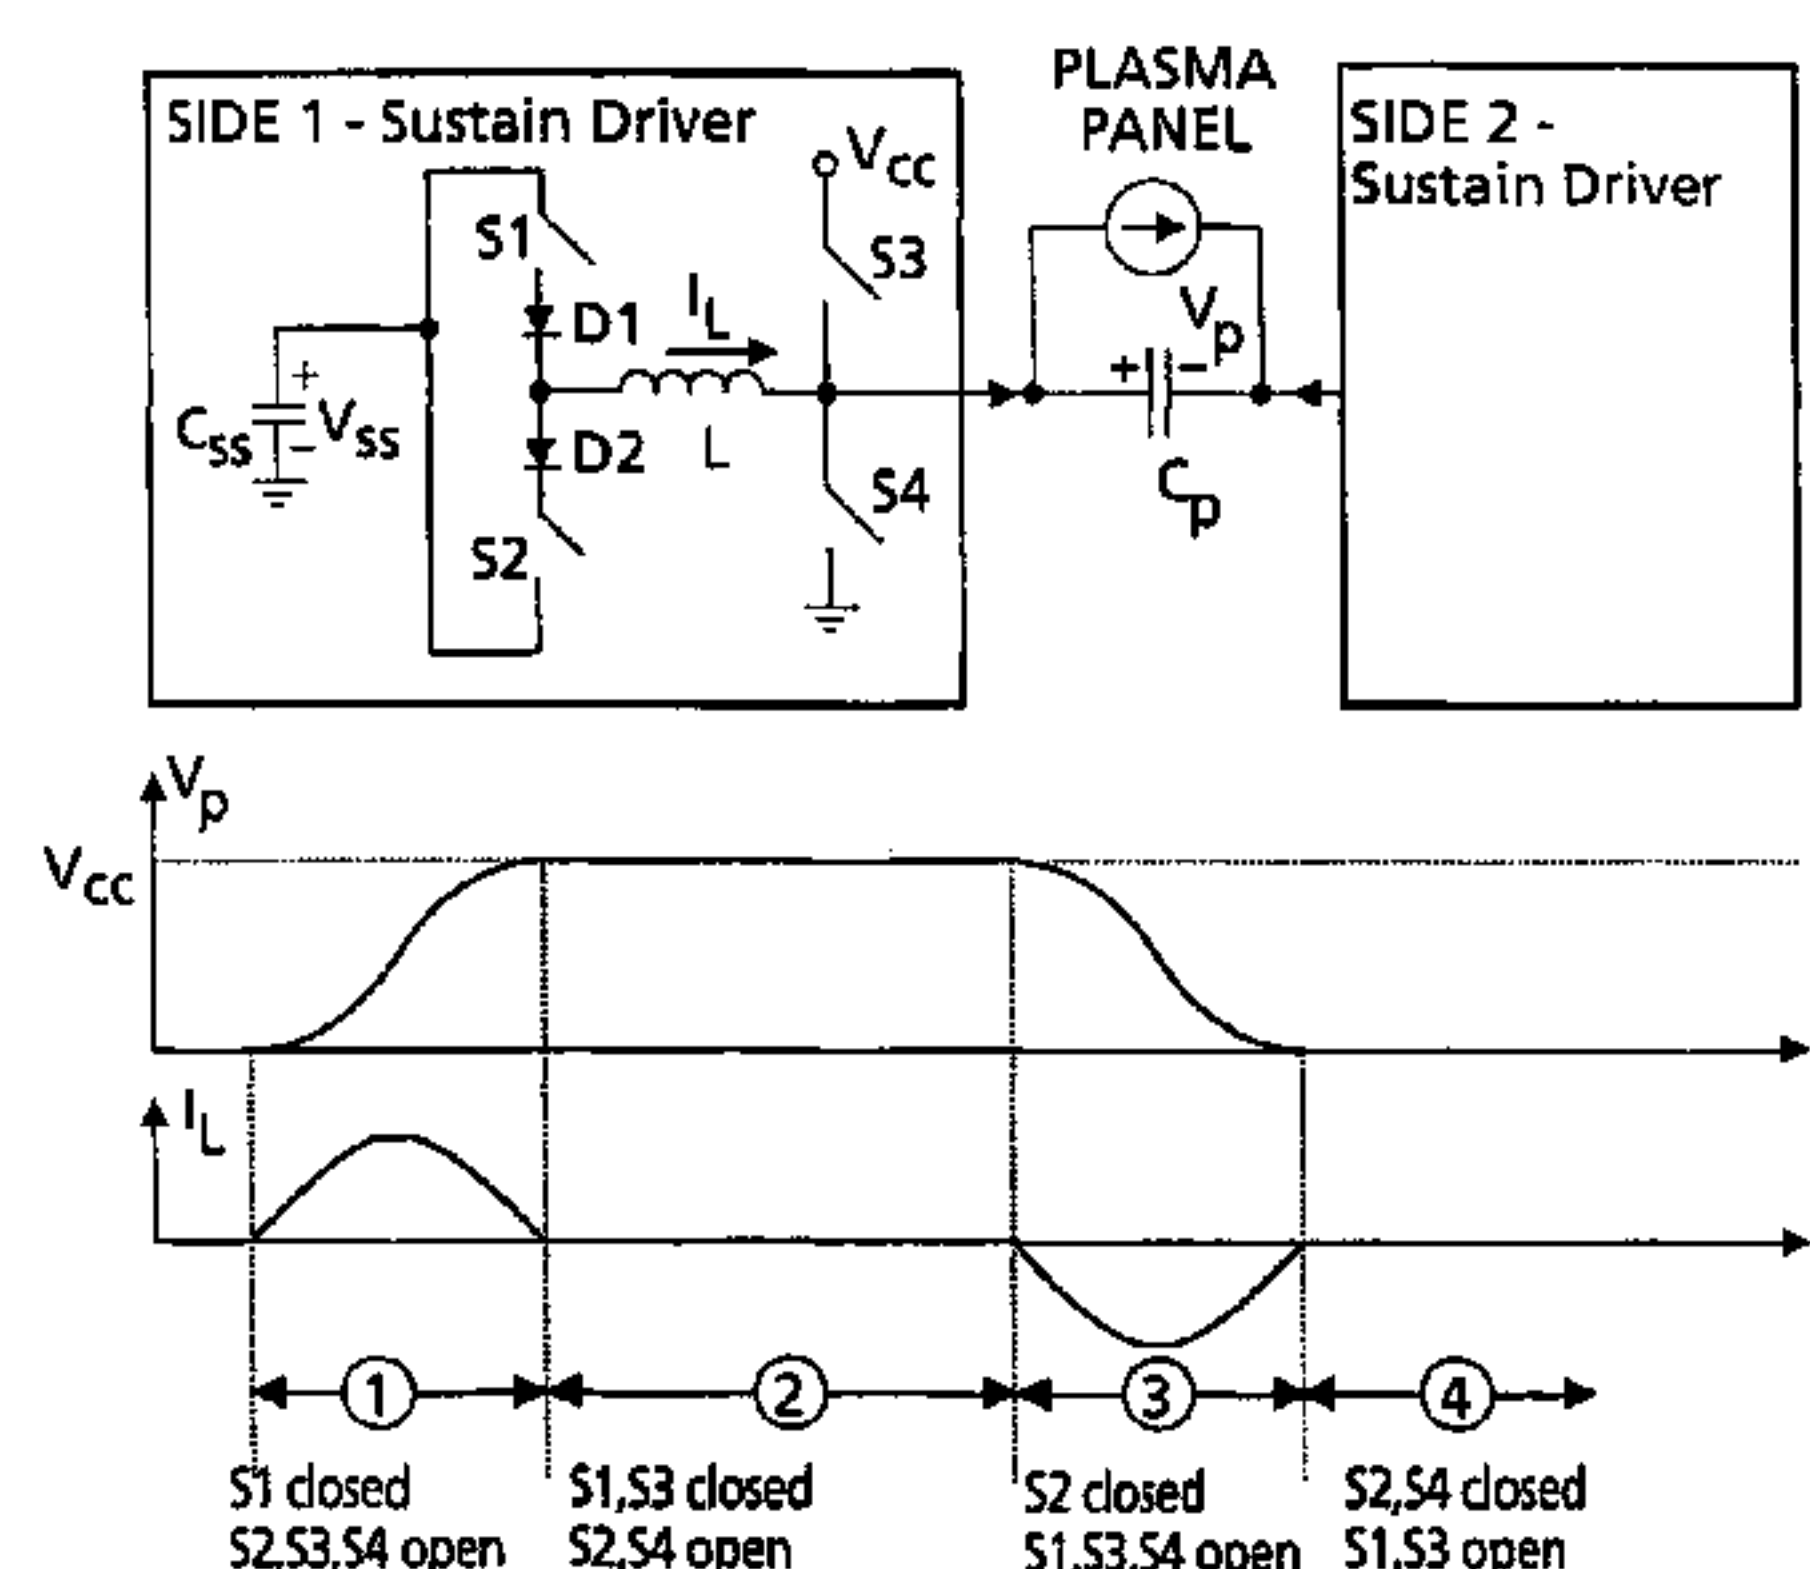 PLASMA
PANEL
SIDE 1 - Sustain Driver
SIDE 2 -
Sustain Driver
VCC
S1
S3
D1
IL
Vp
+
-
+
CSS
VSS
-
D2
L
S4
Cp
S2
Vp
VCC
IL
1
2
3
4
S1 closed
S2,S3,S4 open
S1,S3 closed
S2,S4 open
S2 closed
S1,S3,S4 open
S2,S4 closed
S1,S3 open